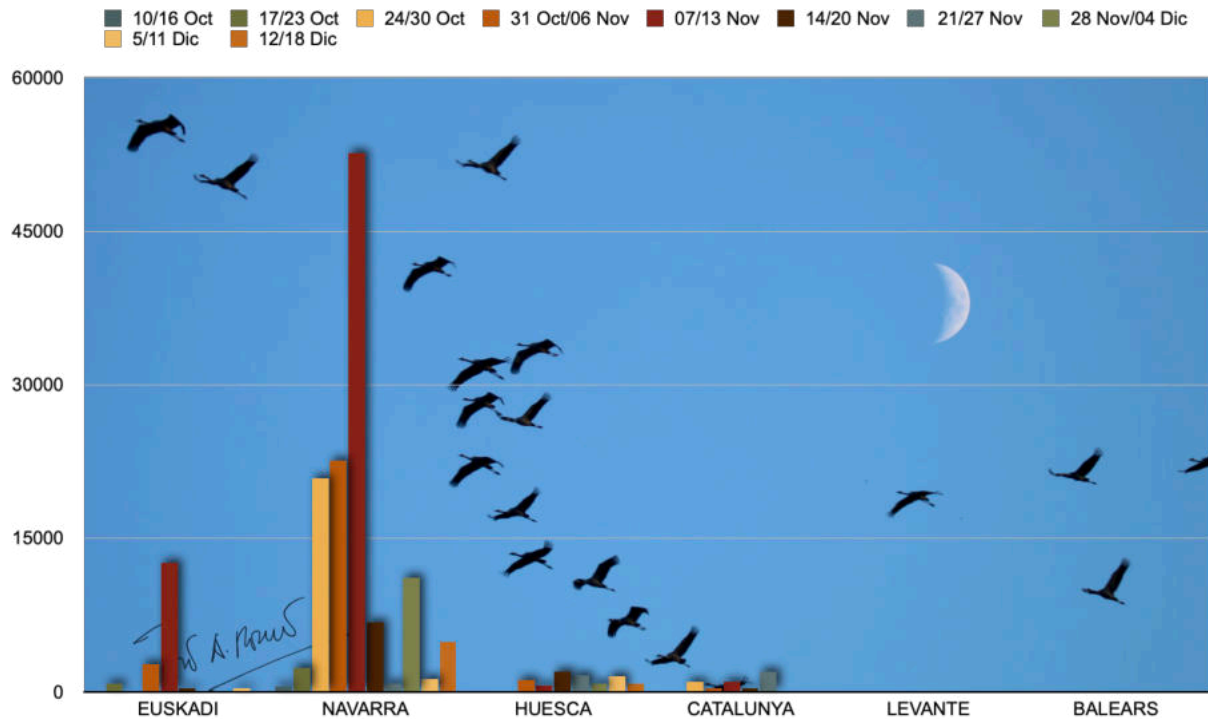 10/16 Oct 17/23 Oct 24/30 Oct 31 Oct/06 Nov 07/13 Nov 14/20 Nov 21/27 Nov 28 Nov/04 Dic
5/11 Dic 12/18 Dic
60000
45000
30000
15000
0
EUSKADI NAVARRA HUESCA CATALUNYA LEVANTE BALEARS